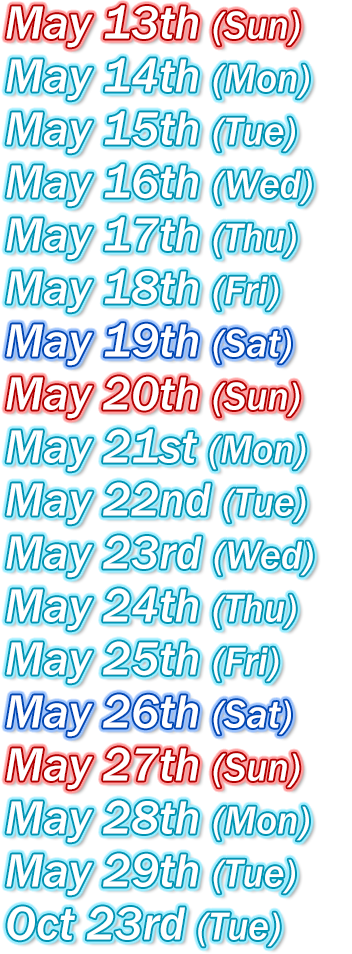 May 13th (Sun)
May 14th (Mon)
May 15th (Tue)
May 16th (Wed)
May 17th (Thu)
May 18th (Fri)
May 19th (Sat)
May 20th (Sun)
May 21st (Mon)
May 22nd (Tue)
May 23rd (Wed)
May 24th (Thu)
May 25th (Fri)
May 26th (Sat)
May 27th (Sun)
May 28th (Mon)
May 29th (Tue)
Oct 23rd (Tue)